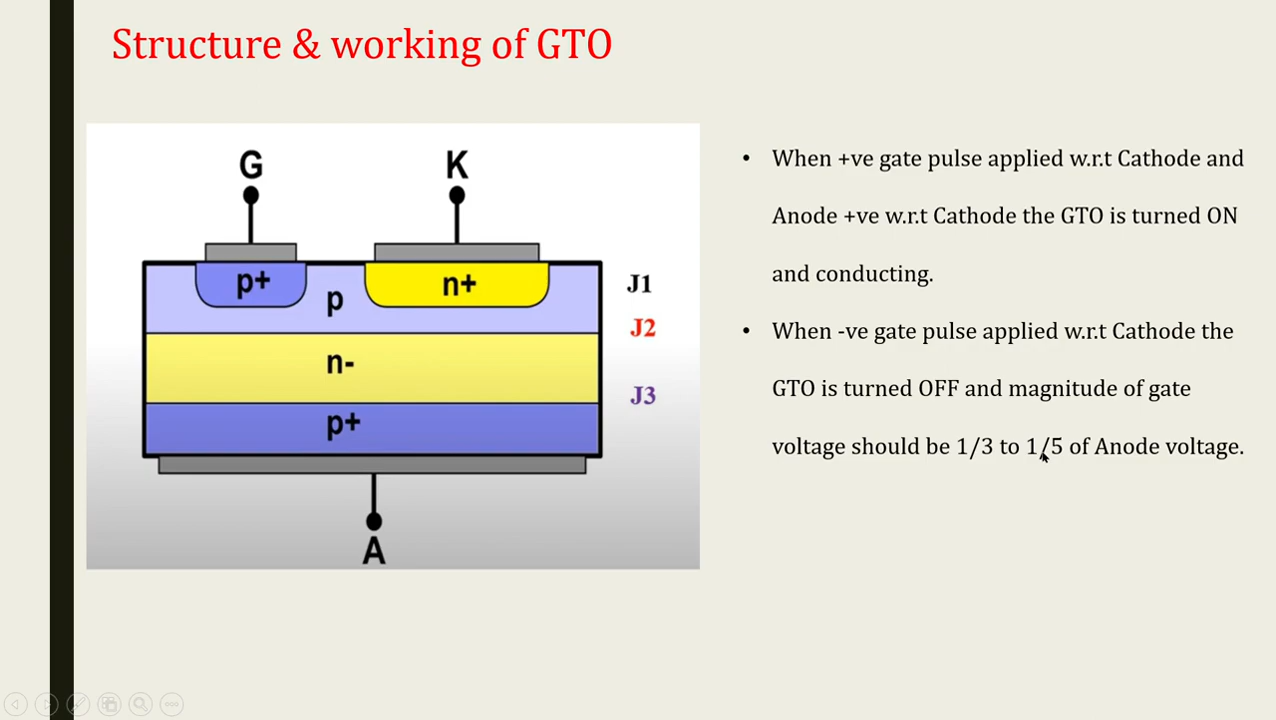 Structure & working of GTO
G
K
p+
p
n+
J1
J2
n-
J3
p+
A
• When +ve gate pulse applied w.r.t Cathode and
Anode +ve w.r.t Cathode the GTO is turned ON
and conducting.
• When -ve gate pulse applied w.r.t Cathode the
GTO is turned OFF and magnitude of gate
voltage should be 1/3 to 1/5 of Anode voltage.